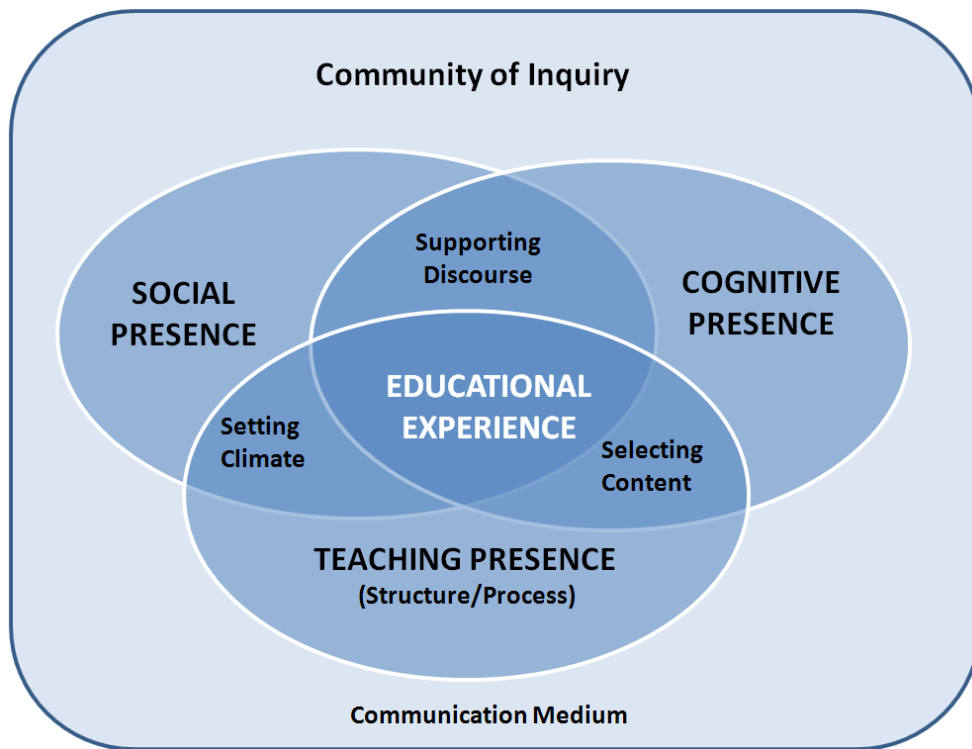 Community of Inquiry
Supporting
Discourse
SOCIAL
PRESENCE
COGNITIVE
PRESENCE
EDUCATIONAL
EXPERIENCE
Setting
Climate
Selecting
Content
TEACHING PRESENCE
(Structure/Process)
Communication Medium